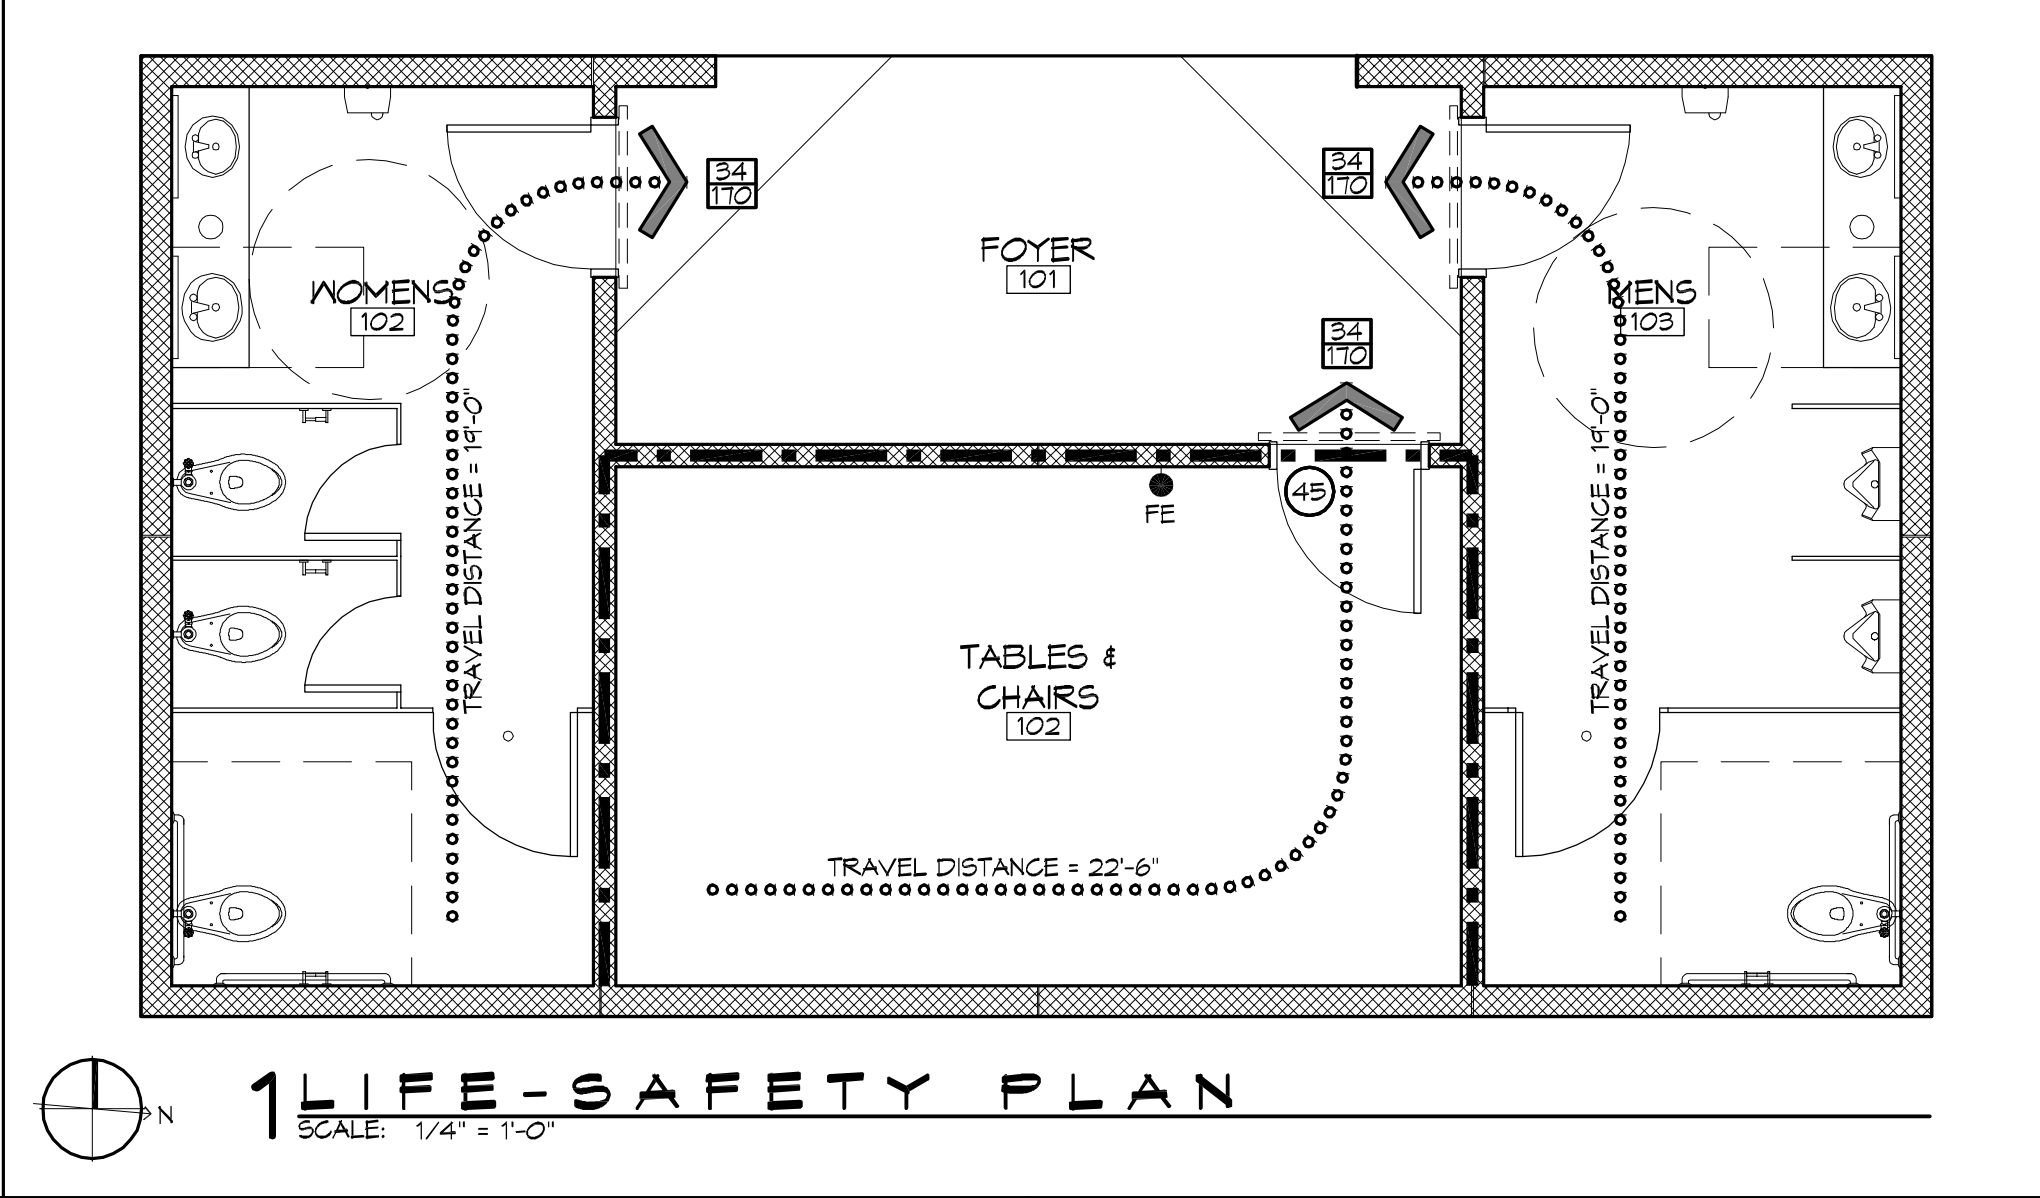 34
170
34
170
FOYER
101
WOMENS
102
MENS
103
34
170
TRAVEL DISTANCE = 19'-0"
TRAVEL DISTANCE = 19'-0"
45
FE
TABLES &
CHAIRS
102
TRAVEL DISTANCE = 22'-6"
N
1 LIFE-SAFETY PLAN
SCALE: 1/4" = 1'-0"